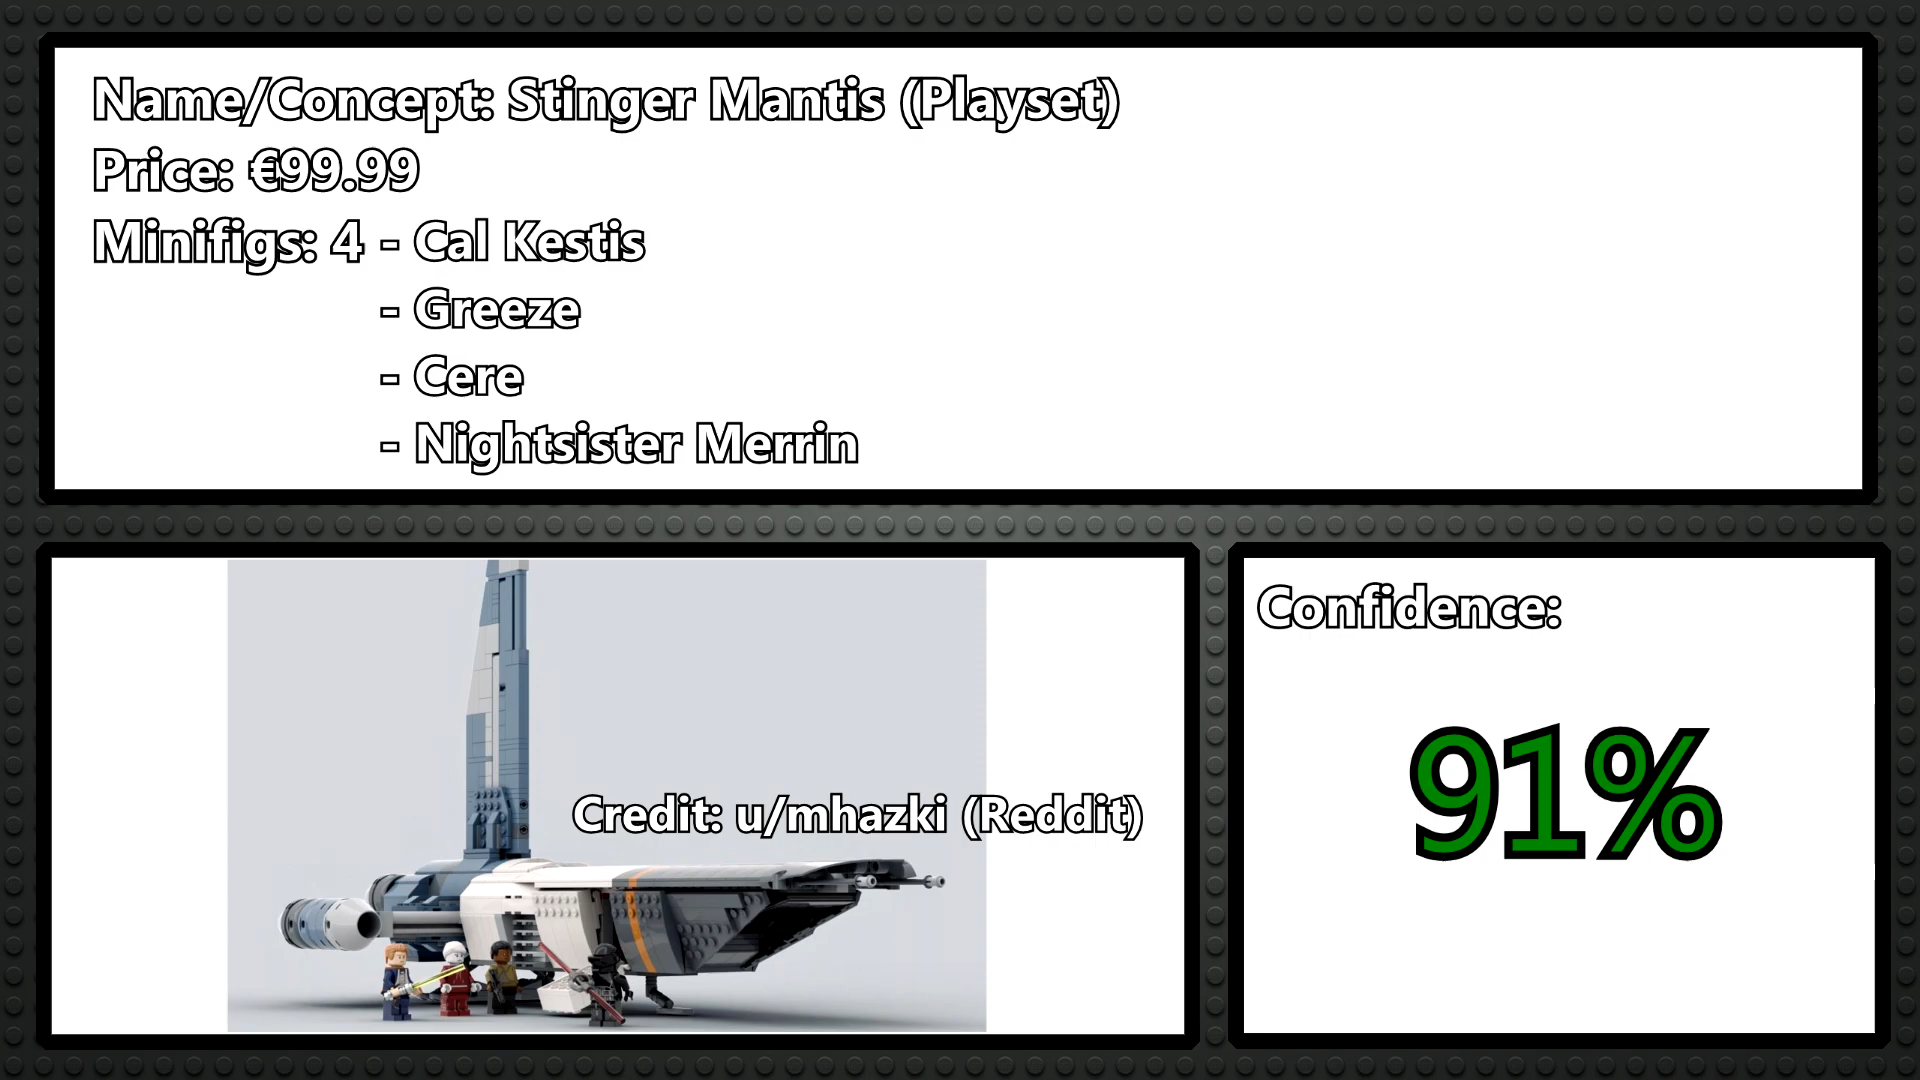 Name/Concept: Stinger Mantis (Playset)
Price: €99.99
Minifigs: 4 - Cal Kestis
- Greeze
- Cere
- Nightsister Merrin
Credit: u/mhazki (Reddit)
Confidence:
91%